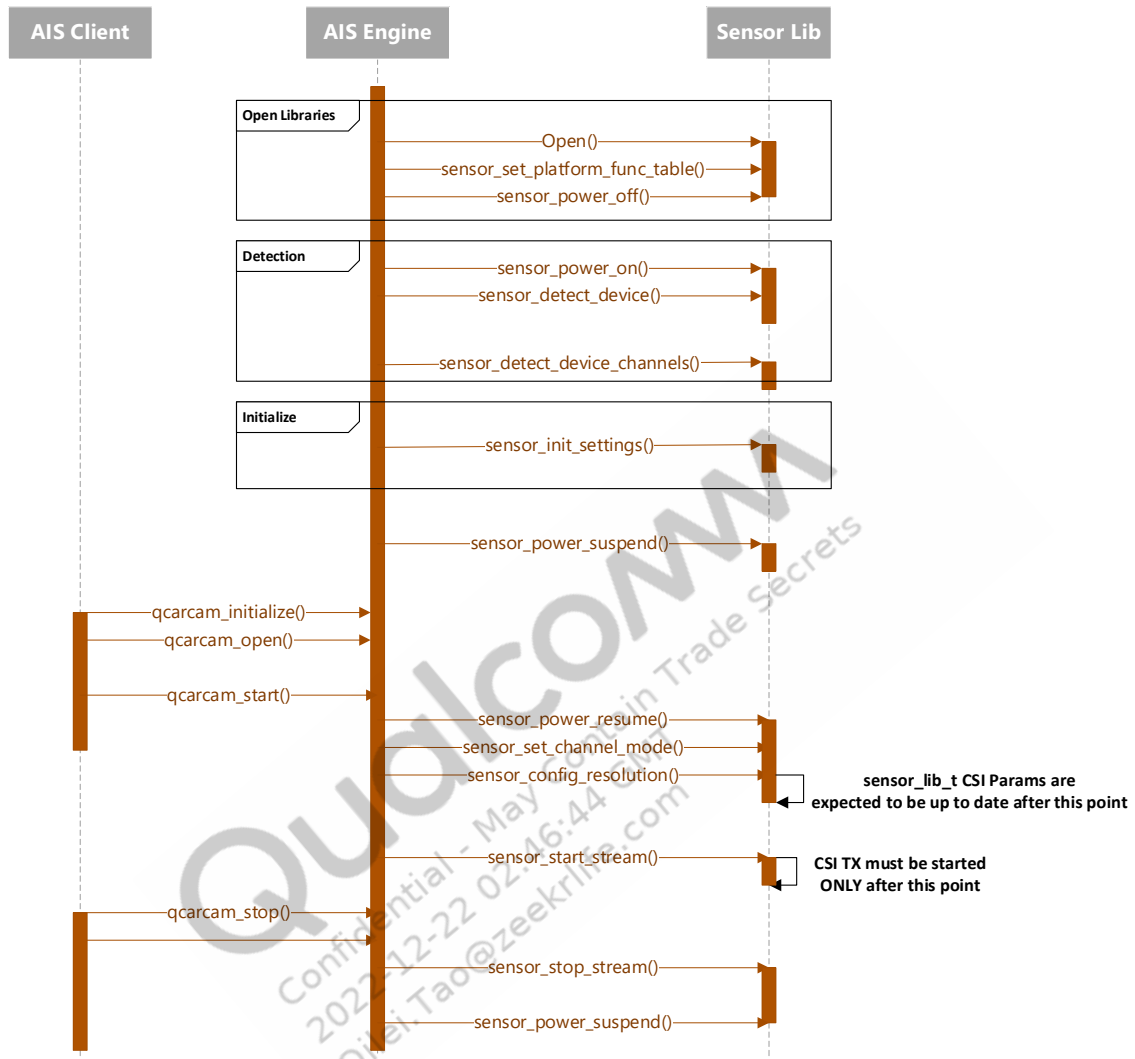 AIS Client
AIS Engine
Sensor Lib
Open Libraries
Open()
sensor_set_platform_func_table()
sensor_power_off()
Detection
sensor_power_on()
sensor_detect_device()
sensor_detect_device_channels()
Initialize
sensor_init_settings()
sensor_power_suspend()
qcarcam_initialize()
qcarcam_open()
qcarcam_start()
sensor_power_resume()
sensor_set_channel_mode()
sensor_config_resolution()
sensor_lib_t CSI Params are
expected to be up to date after this point
sensor_start_stream()
CSI TX must be started
ONLY after this point
qcarcam_stop()
sensor_stop_stream()
sensor_power_suspend()
Qualcomm
Confidential - May Contain Trade Secrets
2022-12-22 02:46:44 GMT
Qilei.Tao@zeekrlife.com